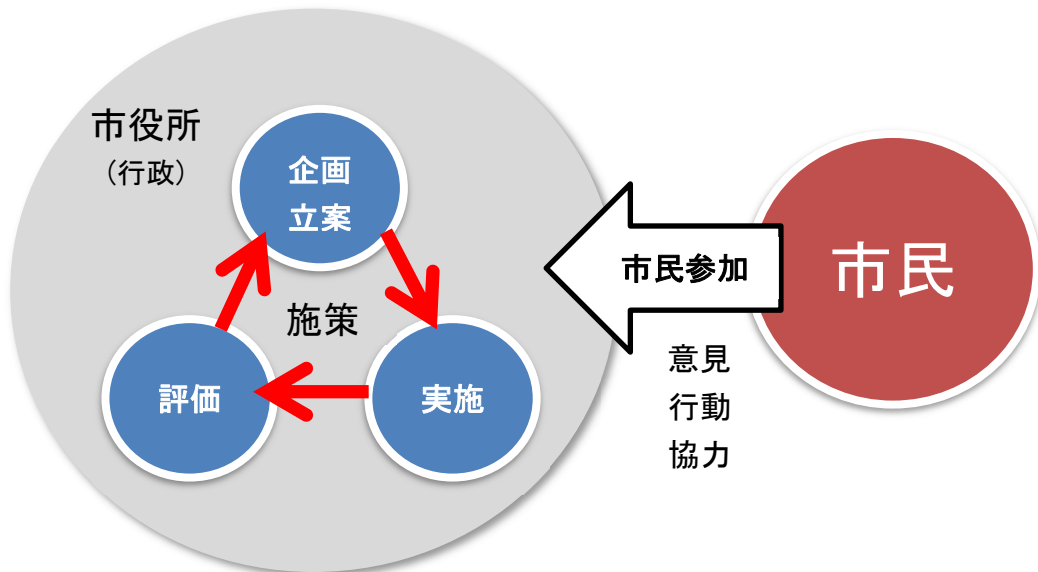 市役所
（行政）
企画
立案
施策
評価
実施
市民参加
意見
行動
協力
市民